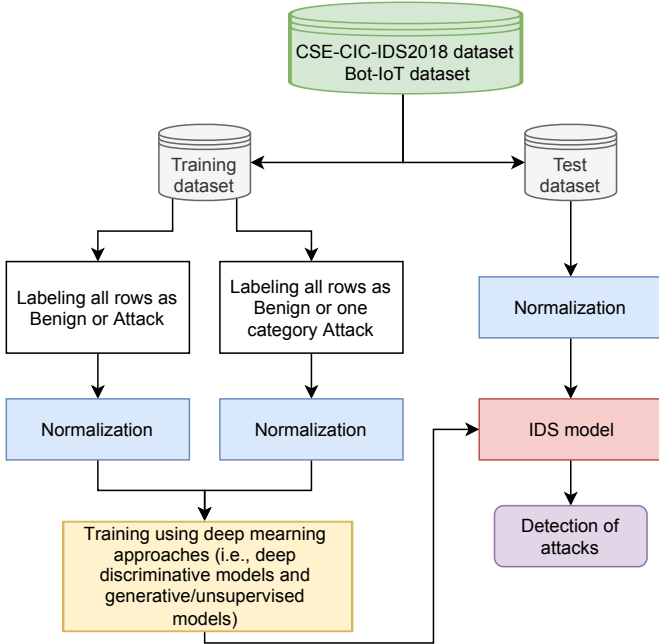 CSE-CIC-IDS2018 dataset
Bot-IoT dataset
Training
dataset
Test
dataset
Labeling all rows as
Benign or Attack
Labeling all rows as
Benign or one
category Attack
Normalization
Normalization
Normalization
IDS model
Training using deep mearning
approaches (i.e., deep
discriminative models and
generative/unsupervised
models)
Detection of
attacks